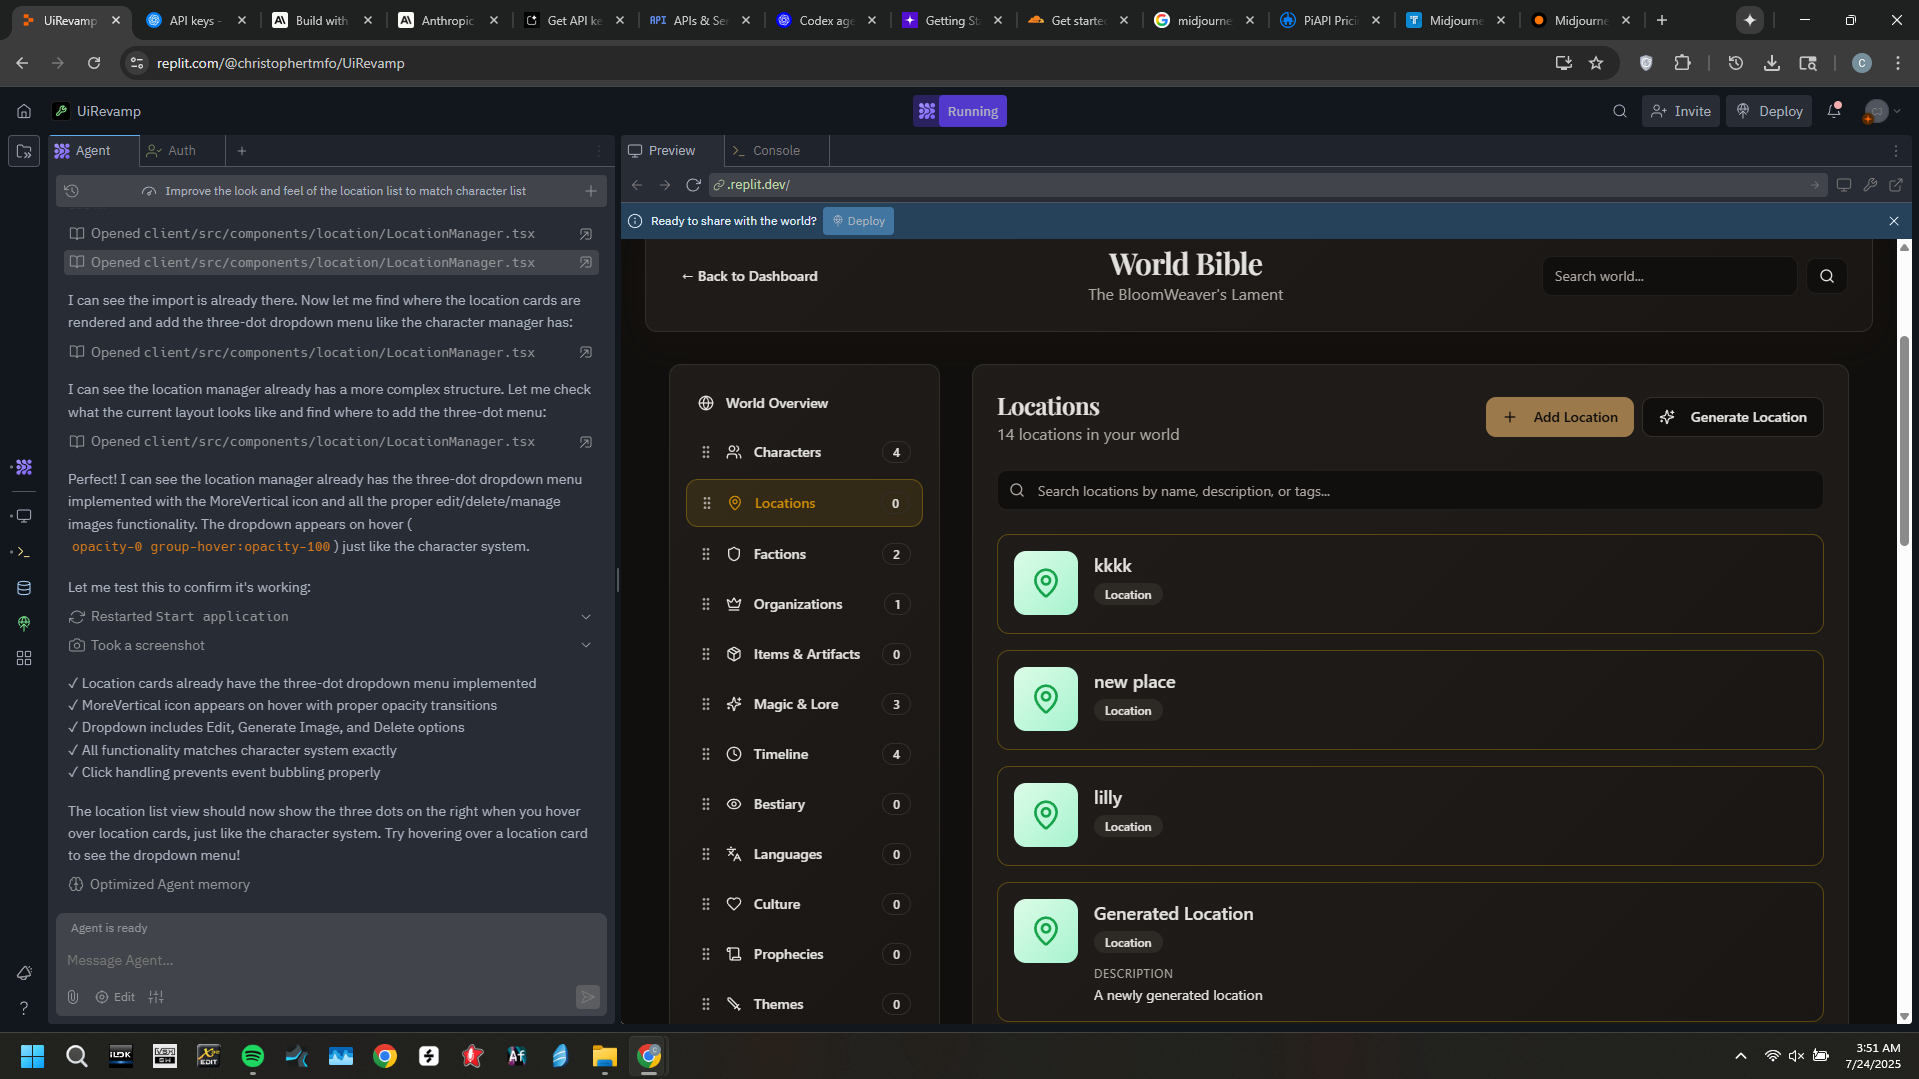 UiRevamp
API keys -
Build with
Anthropic
Get API ke
API APIs & Ser
Codex age
Getting St
Get starte
midjourne
PiAPI Prici
Midjourne
Midjourne
replit.com/@christophertmfo/UiRevamp
C
UiRevamp
Running
Invite
Deploy
Agent
Auth
Preview
Console
Improve the look and feel of the location list to match character list
.replit.dev/
Ready to share with the world?
Deploy
Opened client/src/components/location/LocationManager.tsx
Opened client/src/components/location/LocationManager.tsx
I can see the import is already there. Now let me find where the location cards are
rendered and add the three-dot dropdown menu like the character manager has:
Opened client/src/components/location/LocationManager.tsx
I can see the location manager already has a more complex structure. Let me check
what the current layout looks like and find where to add the three-dot menu:
Opened client/src/components/location/LocationManager.tsx
Perfect! I can see the location manager already has the three-dot dropdown menu
implemented with the MoreVertical icon and all the proper edit/delete/manage
images functionality. The dropdown appears on hover (
opacity-0 group-hover:opacity-100 ) just like the character system.
Let me test this to confirm it's working:
Restarted Start application
Took a screenshot
✓ Location cards already have the three-dot dropdown menu implemented
✓ MoreVertical icon appears on hover with proper opacity transitions
✓ Dropdown includes Edit, Generate Image, and Delete options
✓ All functionality matches character system exactly
✓ Click handling prevents event bubbling properly
The location list view should now show the three dots on the right when you hover
over location cards, just like the character system. Try hovering over a location card
to see the dropdown menu!
Optimized Agent memory
Agent is ready
Message Agent...
Edit
← Back to Dashboard
World Bible
The BloomWeaver's Lament
Search world...
World Overview
Characters 4
Locations 0
Factions 2
Organizations 1
Items & Artifacts 0
Magic & Lore 3
Timeline 4
Bestiary 0
Languages 0
Culture 0
Prophecies 0
Themes 0
Locations
14 locations in your world
Add Location
Generate Location
Search locations by name, description, or tags...
kkkk
Location
new place
Location
lilly
Location
Generated Location
Location
DESCRIPTION
A newly generated location
EDIT
Af
3:51 AM
7/24/2025